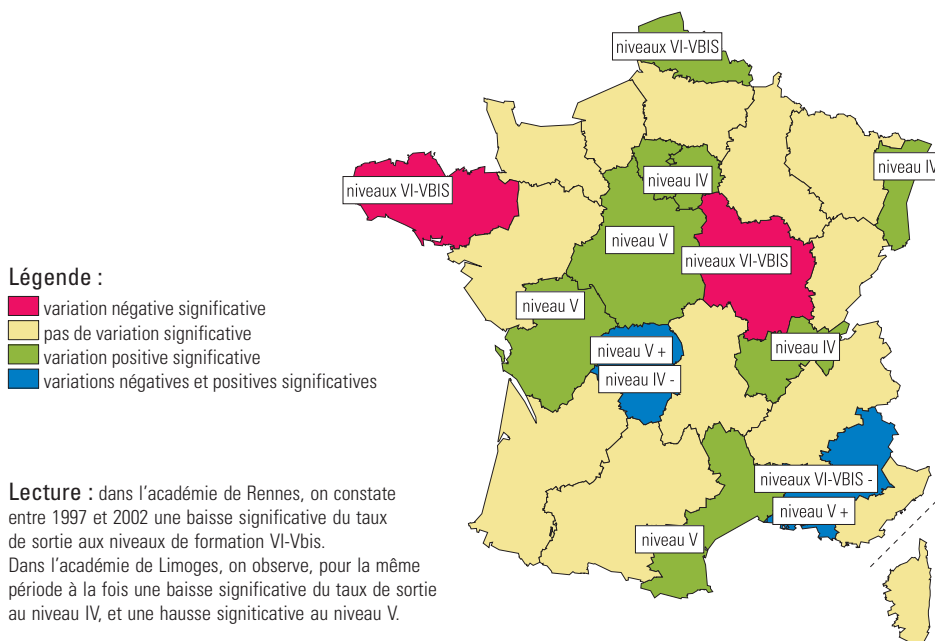 niveaux VI-VBIS
niveau IV
niveau IV
niveaux VI-VBIS
niveau V
niveaux VI-VBIS
niveau V
niveau IV
niveau V +
niveau IV -
niveaux VI-VBIS -
niveau V +
niveau V
Légende :
variation négative significative
pas de variation significative
variation positive significative
variations négatives et positives significatives
Lecture : dans l'académie de Rennes, on constate
entre 1997 et 2002 une baisse significative du taux
de sortie aux niveaux de formation VI-Vbis.
Dans l'académie de Limoges, on observe, pour la même
période à la fois une baisse significative du taux de sortie
au niveau IV, et une hausse signiticative au niveau V.